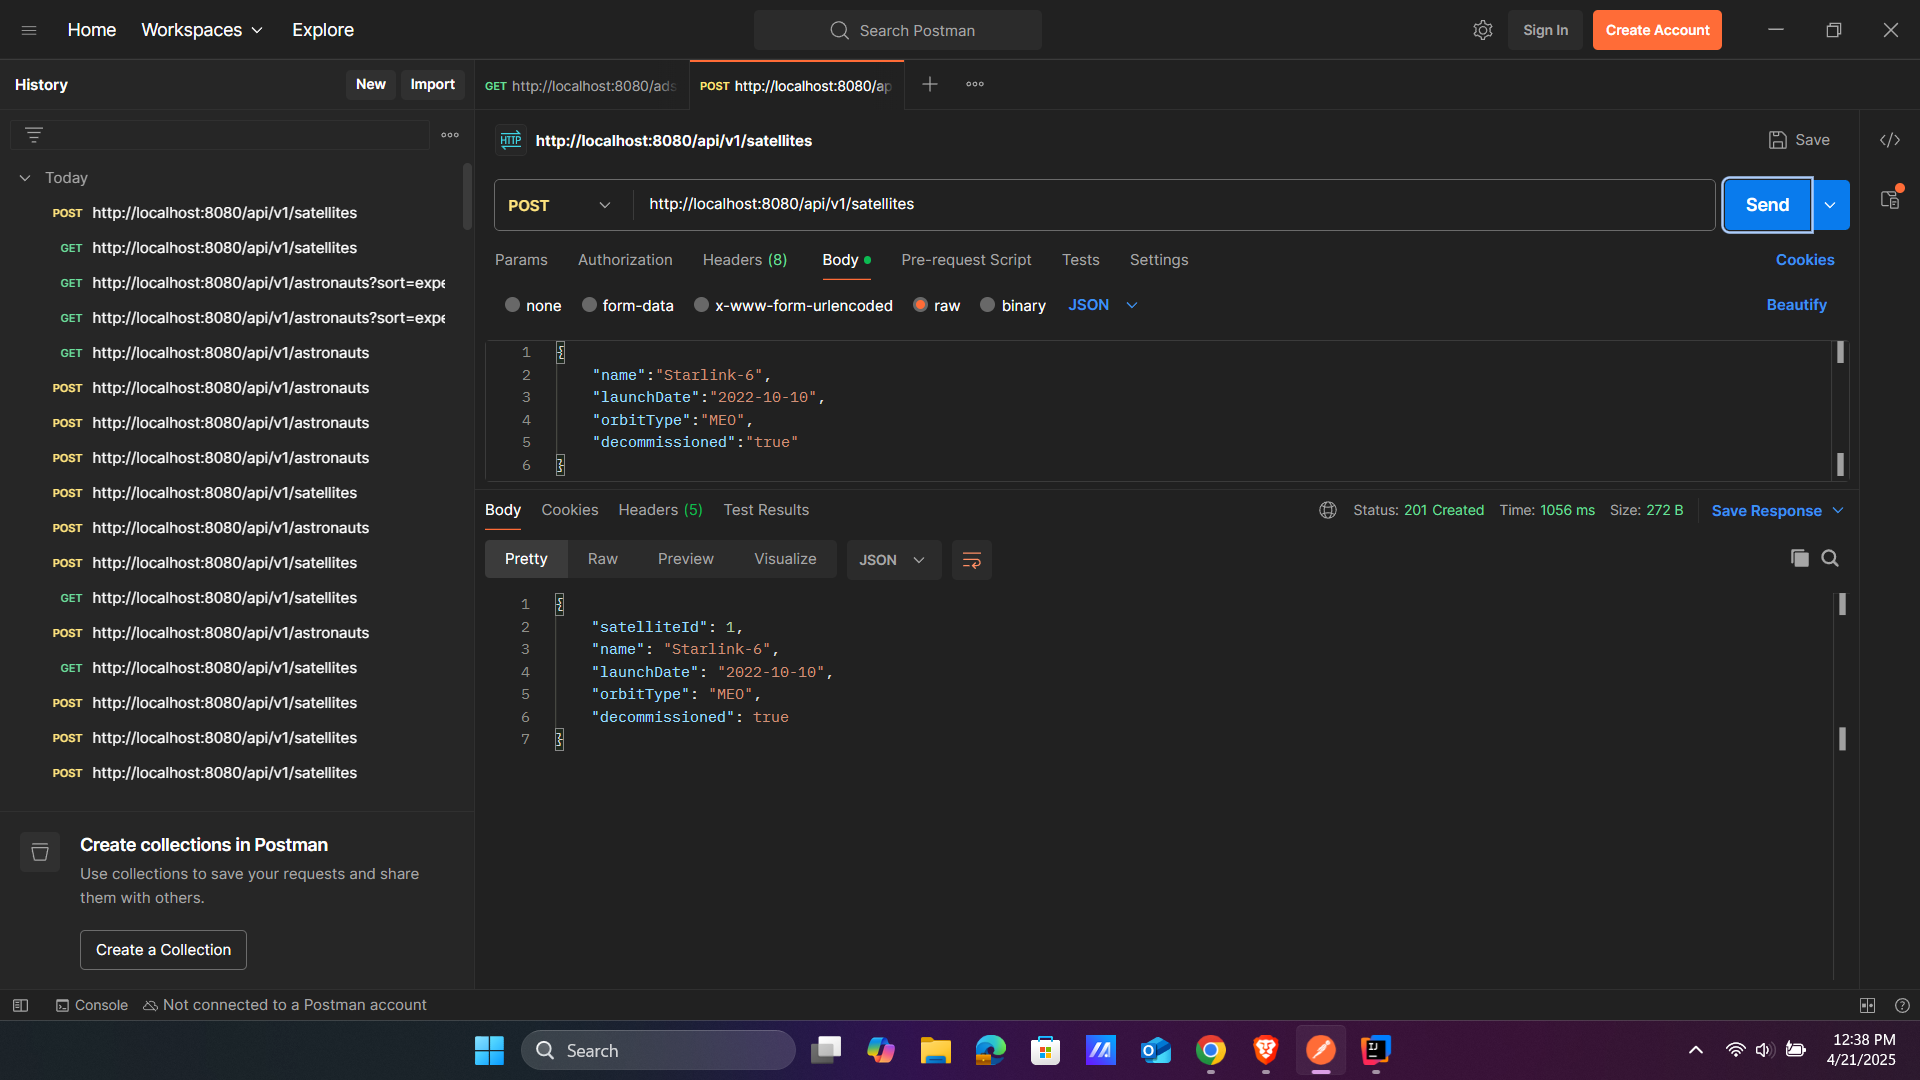 Home
Workspaces
Explore
Search Postman
Sign In
Create Account
History
New
Import
GET http://localhost:8080/ads
POST http://localhost:8080/ap
Today
POST http://localhost:8080/api/v1/satellites
GET http://localhost:8080/api/v1/satellites
GET http://localhost:8080/api/v1/astronauts?sort=expe
GET http://localhost:8080/api/v1/astronauts?sort=expe
GET http://localhost:8080/api/v1/astronauts
POST http://localhost:8080/api/v1/astronauts
POST http://localhost:8080/api/v1/astronauts
POST http://localhost:8080/api/v1/astronauts
POST http://localhost:8080/api/v1/satellites
POST http://localhost:8080/api/v1/astronauts
POST http://localhost:8080/api/v1/satellites
GET http://localhost:8080/api/v1/satellites
POST http://localhost:8080/api/v1/astronauts
GET http://localhost:8080/api/v1/satellites
POST http://localhost:8080/api/v1/satellites
POST http://localhost:8080/api/v1/satellites
POST http://localhost:8080/api/v1/satellites
Create collections in Postman
Use collections to save your requests and share
them with others.
Create a Collection
HTTP http://localhost:8080/api/v1/satellites
Save
POST http://localhost:8080/api/v1/satellites
Send
Params Authorization Headers (8) Body Pre-request Script Tests Settings
Cookies
none form-data x-www-form-urlencoded raw binary JSON
Beautify
1 {
2 "name":"Starlink-6",
3 "launchDate":"2022-10-10",
4 "orbitType":"MEO",
5 "decommissioned":"true"
6 }
Body Cookies Headers (5) Test Results
Status: 201 Created Time: 1056 ms Size: 272 B
Save Response
Pretty Raw Preview Visualize JSON
1 {
2 "satelliteId": 1,
3 "name": "Starlink-6",
4 "launchDate": "2022-10-10",
5 "orbitType": "MEO",
6 "decommissioned": true
7 }
Console
Not connected to a Postman account
Search
12:38 PM
4/21/2025